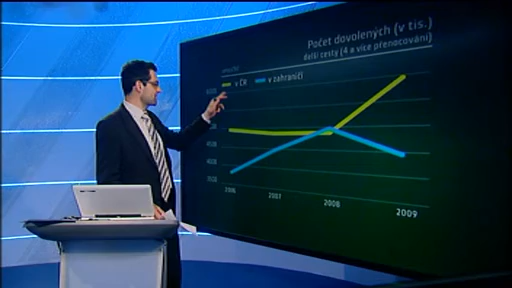 Počet dovolených (v tis.)
delší cesty (4 a více přenocování)
v ČR v zahraničí
2006 2007 2008 2009